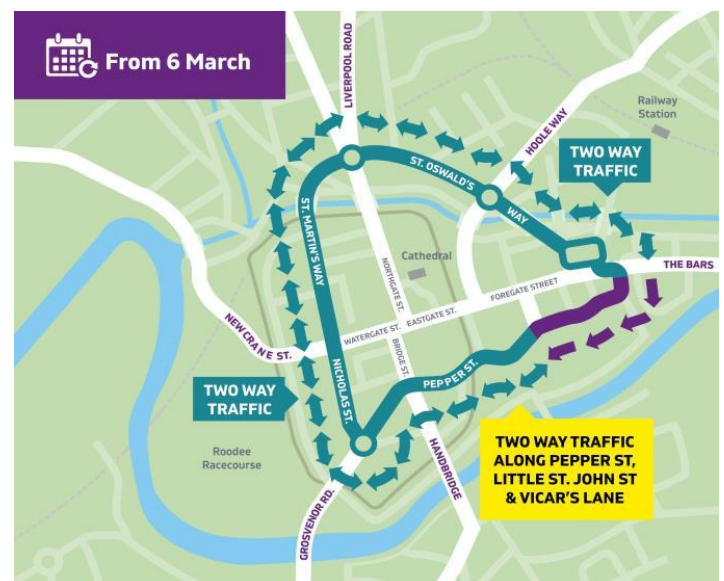 From 6 March
LIVERPOOL ROAD
HOOLE WAY
Railway
Station
TWO WAY
TRAFFIC
ST. OSWALD'S
WAY
ST. MARTIN'S WAY
Cathedral
NORTHGATE ST.
THE BARS
FOREGATE STREET
EASTGATE ST.
WATERGATE ST.
NEW CRANE ST.
BRIDGE ST.
NICHOLAS ST.
PEPPER ST.
TWO WAY
TRAFFIC
TWO WAY TRAFFIC
ALONG PEPPER ST,
LITTLE ST. JOHN ST
& VICAR'S LANE
Roodee
Racecourse
HANDBRIDGE
GROSVENOR RD.